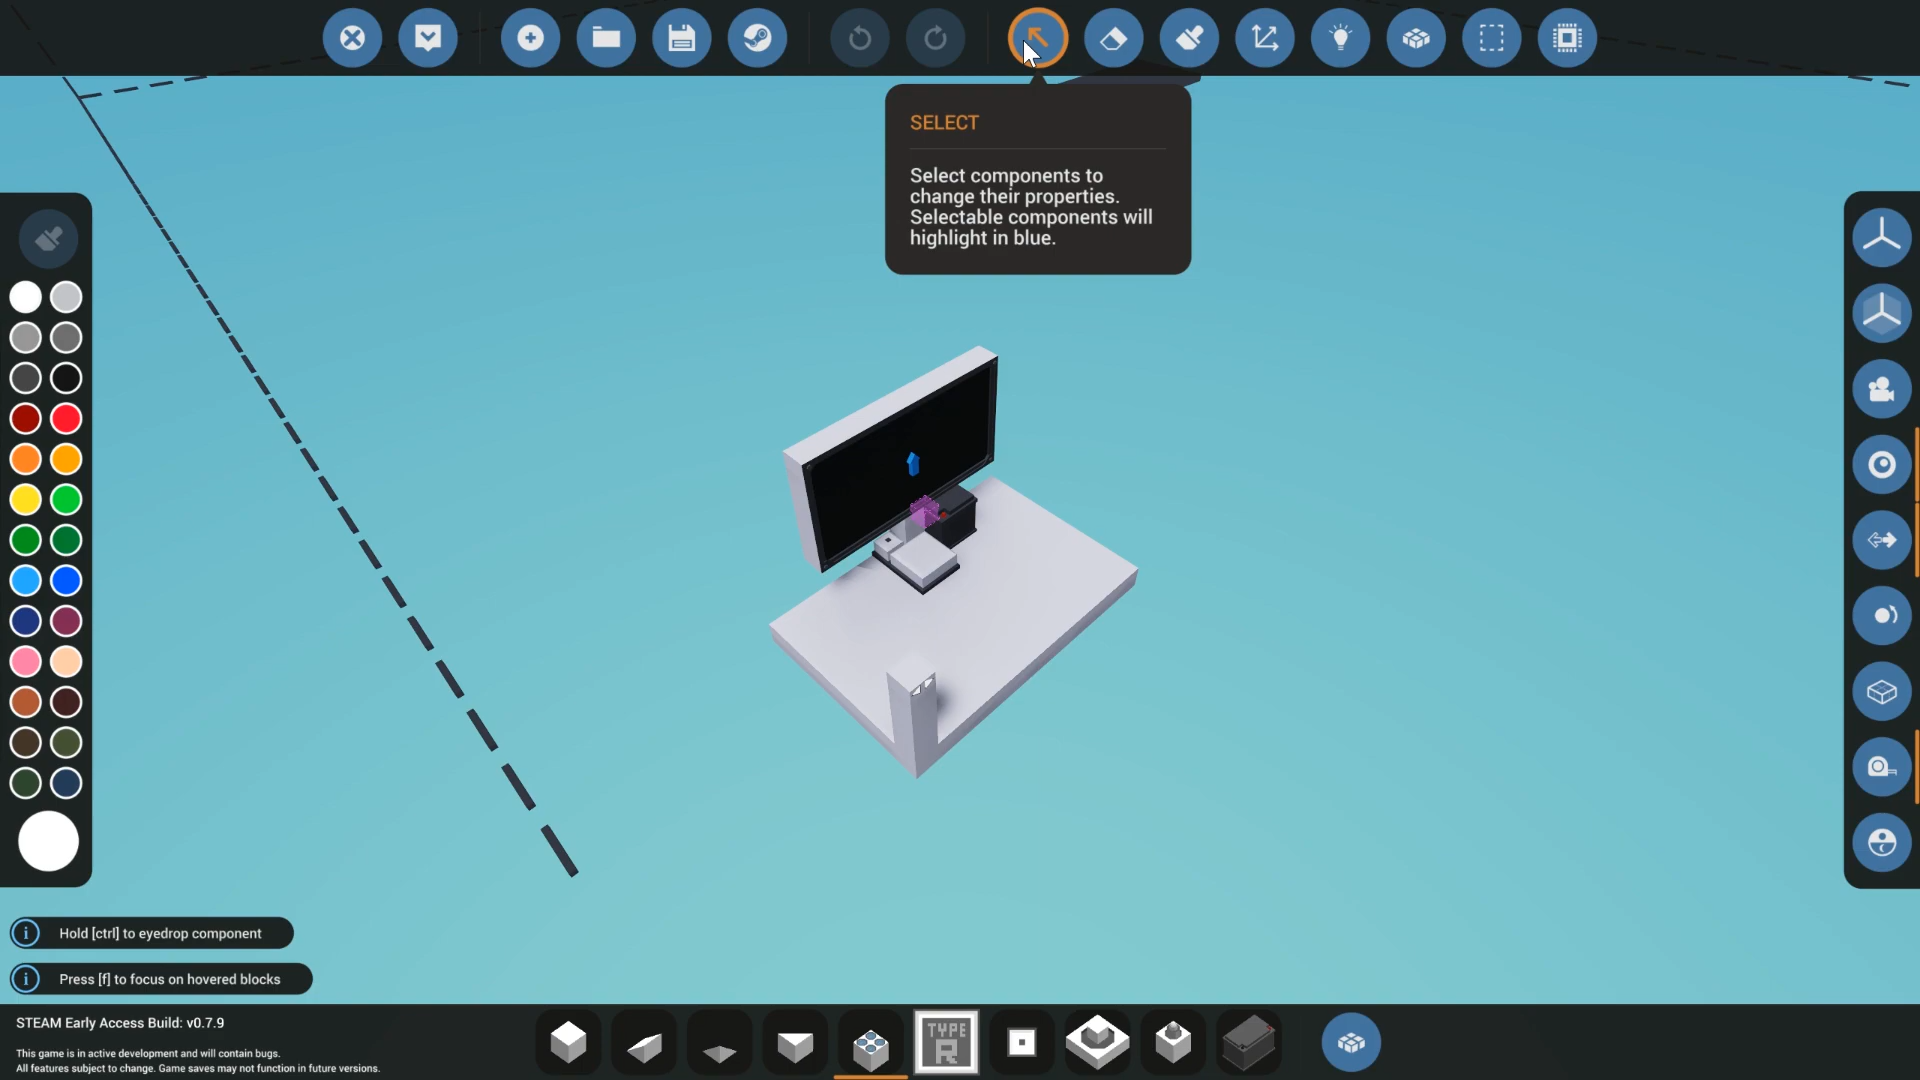 SELECT
Select components to
change their properties.
Selectable components will
highlight in blue.
Hold [ctrl] to eyedrop component
Press [f] to focus on hovered blocks
STEAM Early Access Build: v0.7.9
This game is in active development and will contain bugs.
All features subject to change. Game saves may not function in future versions.
TYPE
R